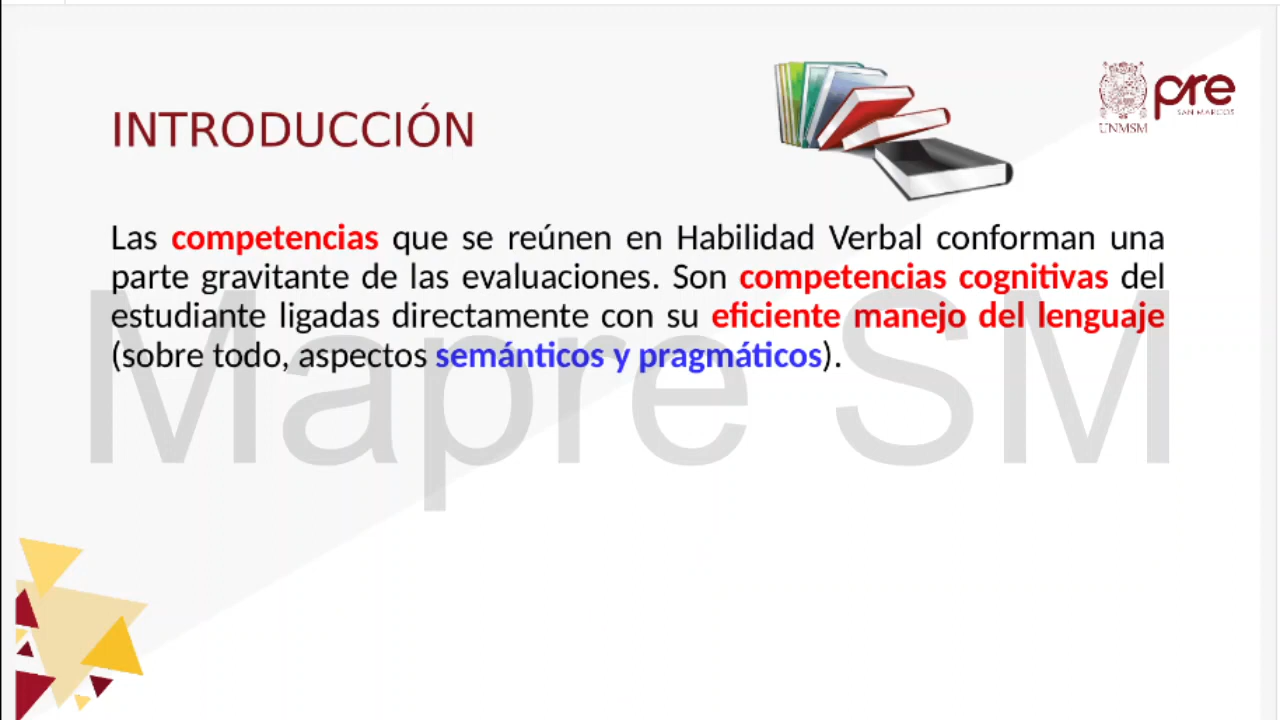 INTRODUCCIÓN
UNMSM
pre
SAN MARCOS
Las competencias que se reúnen en Habilidad Verbal conforman una
parte gravitante de las evaluaciones. Son competencias cognitivas del
estudiante ligadas directamente con su eficiente manejo del lenguaje
(sobre todo, aspectos semánticos y pragmáticos).
Mapre SM